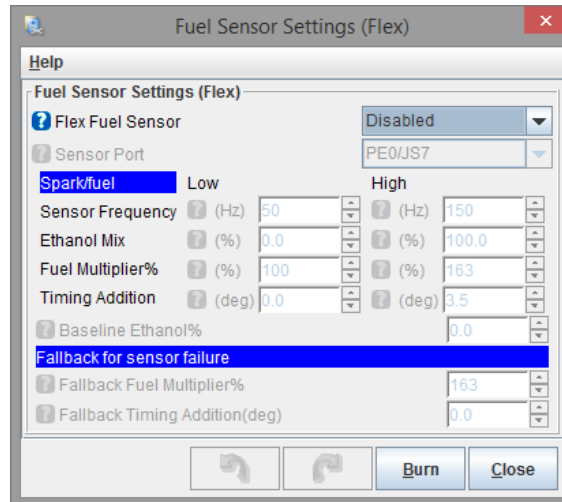 Fuel Sensor Settings (Flex)
Help
Fuel Sensor Settings (Flex)
Flex Fuel Sensor Disabled
Sensor Port PE0/JS7
Spark/fuel Low High
Sensor Frequency (Hz) 50 (Hz) 150
Ethanol Mix (%) 0.0 (%) 100.0
Fuel Multiplier% (%) 100 (%) 163
Timing Addition (deg) 0.0 (deg) 3.5
Baseline Ethanol% 0.0
Fallback for sensor failure
Fallback Fuel Multiplier% 163
Fallback Timing Addition(deg) 0.0
Burn Close